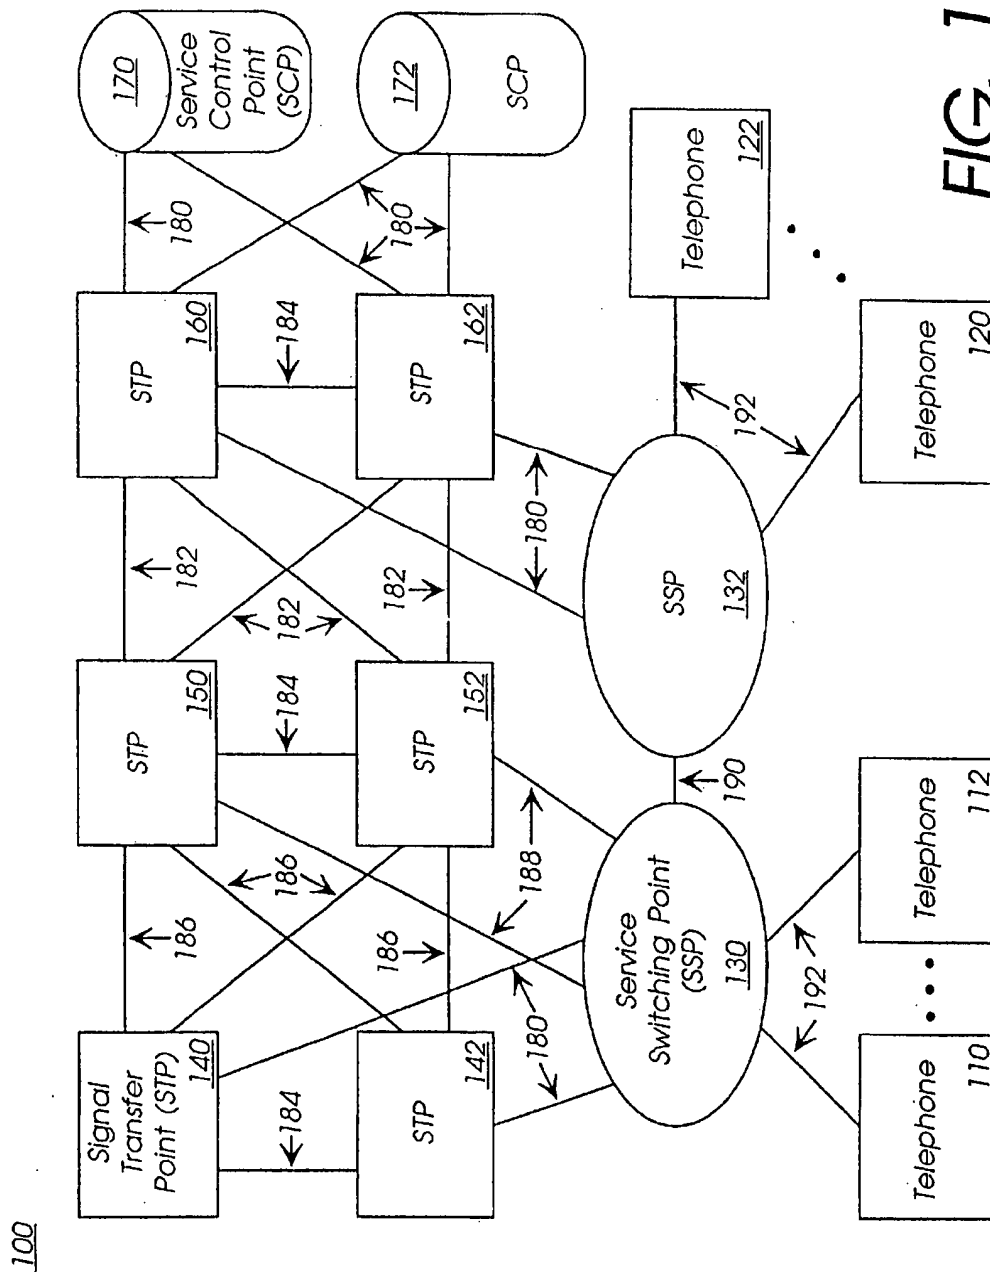 100
Signal
Transfer
Point (STP)
140
186
STP
150
182
STP
160
180
170
Service
Control
Point
(SCP)
184
186
184
182
184
180
STP
142
186
STP
152
182
STP
162
172
SCP
180
188
180
Service
Switching Point
(SSP)
130
190
SSP
132
Telephone
122
192
192
Telephone
110
Telephone
112
Telephone
120
FIG. 1